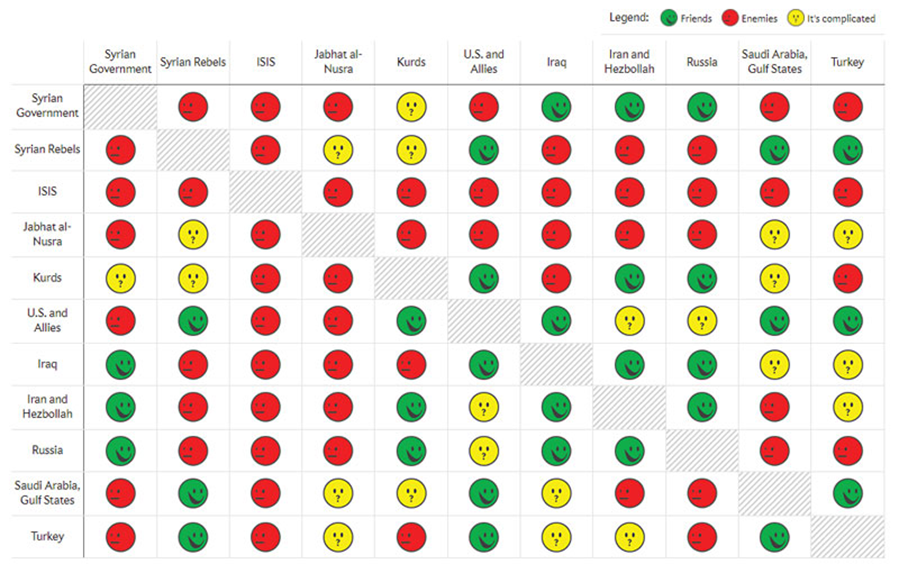 Legend: Friends Enemies It's complicated
Syrian
Government
Syrian Rebels
ISIS
Jabhat al-
Nusra
Kurds
U.S. and
Allies
Iraq
Iran and
Hezbollah
Russia
Saudi Arabia,
Gulf States
Turkey
Syrian
Government
Syrian Rebels
ISIS
Jabhat al-
Nusra
Kurds
U.S. and
Allies
Iraq
Iran and
Hezbollah
Russia
Saudi Arabia,
Gulf States
Turkey